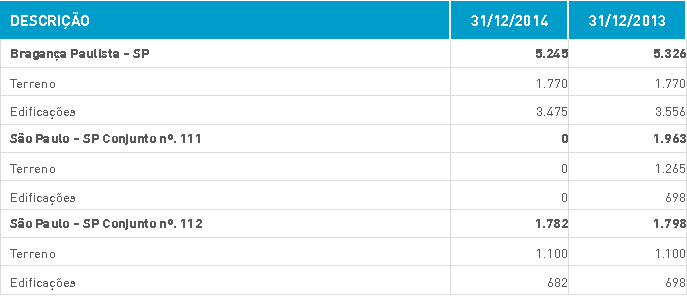 DESCRIÇÃO 31/12/2014 31/12/2013
Bragança Paulista – SP 5.245 5.326
Terreno 1.770 1.770
Edificações 3.475 3.556
São Paulo – SP Conjunto nº. 111 0 1.963
Terreno 0 1.265
Edificações 0 698
São Paulo – SP Conjunto nº. 112 1.782 1.798
Terreno 1.100 1.100
Edificações 682 698